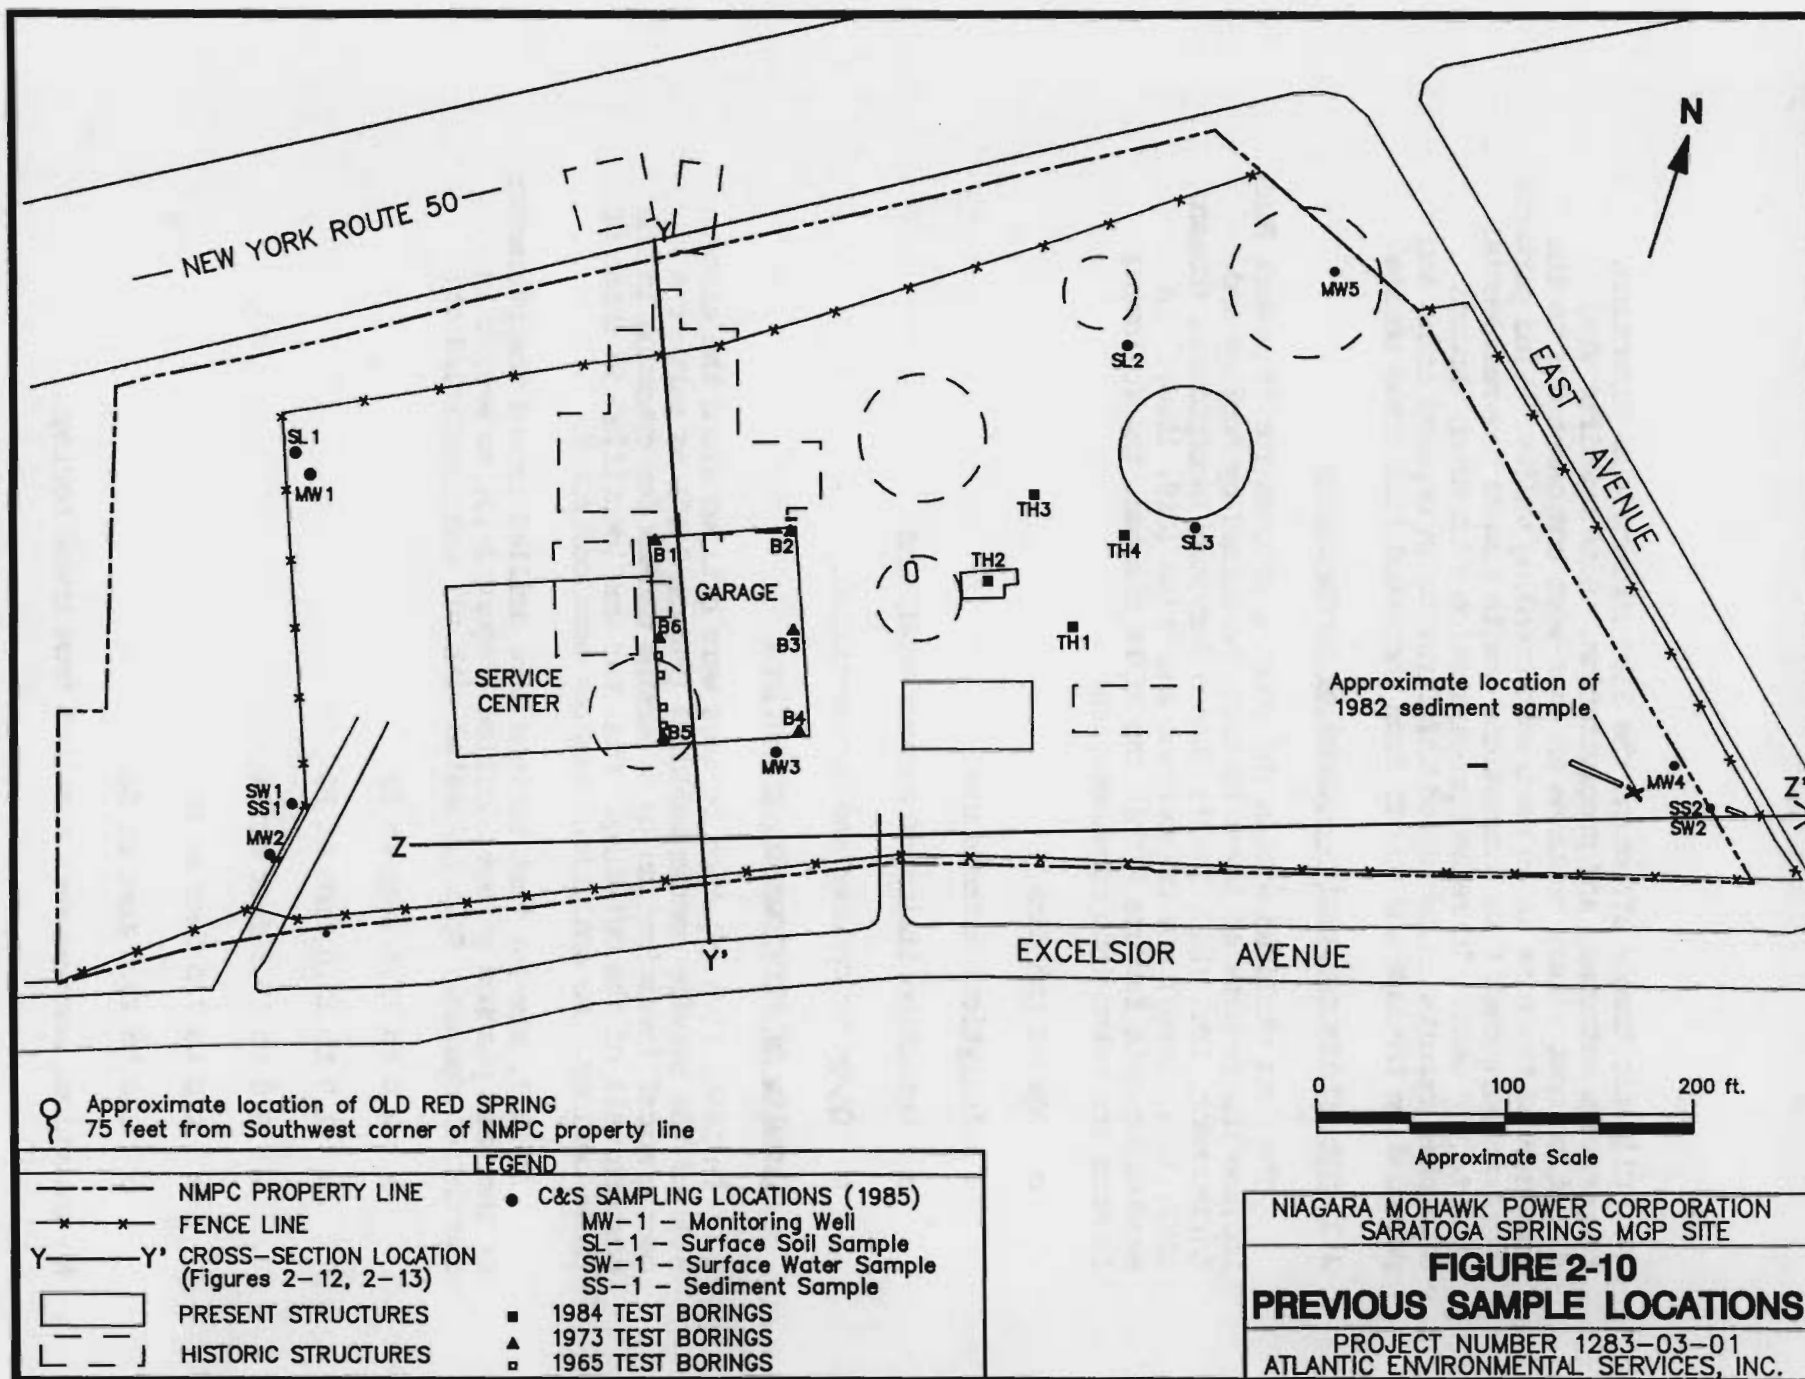 N
NEW YORK ROUTE 50
Y
MW5
SL2
EAST AVENUE
SL1
MW1
TH3
B1
B2
TH4
SL3
TH2
GARAGE
B6
B3
TH1
SERVICE
CENTER
Approximate location of
1982 sediment sample
B5
B4
MW3
MW4
Z'
SW1
SS1
SS2
SW2
MW2
Z
Y'
EXCELSIOR AVENUE
0 100 200 ft.
Approximate Scale
Approximate location of OLD RED SPRING
75 feet from Southwest corner of NMPC property line
LEGEND
NMPC PROPERTY LINE
FENCE LINE
Y Y' CROSS-SECTION LOCATION
(Figures 2-12, 2-13)
PRESENT STRUCTURES
HISTORIC STRUCTURES
C&S SAMPLING LOCATIONS (1985)
MW-1 - Monitoring Well
SL-1 - Surface Soil Sample
SW-1 - Surface Water Sample
SS-1 - Sediment Sample
1984 TEST BORINGS
1973 TEST BORINGS
1965 TEST BORINGS
NIAGARA MOHAWK POWER CORPORATION
SARATOGA SPRINGS MGP SITE
FIGURE 2-10
PREVIOUS SAMPLE LOCATIONS
PROJECT NUMBER 1283-03-01
ATLANTIC ENVIRONMENTAL SERVICES, INC.